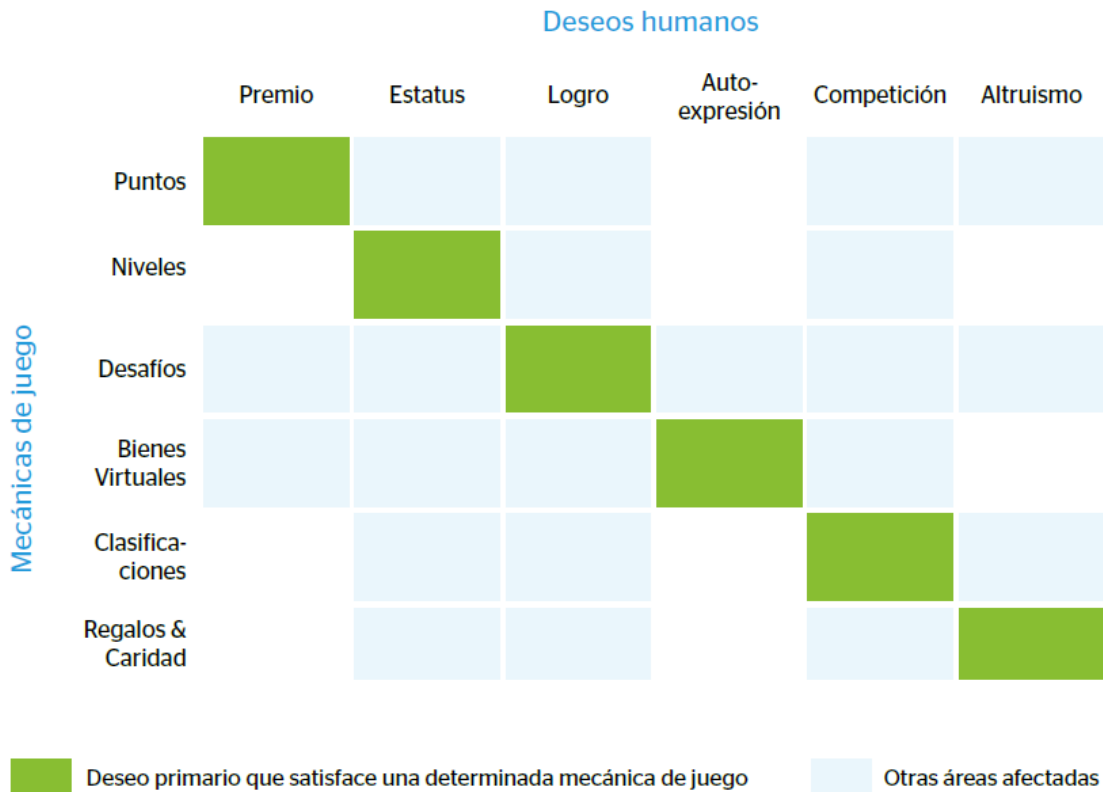 Deseos humanos
Premio
Estatus
Logro
Auto-
expresión
Competición
Altruismo
Mecánicas de juego
Puntos
Niveles
Desafíos
Bienes
Virtuales
Clasifica-
ciones
Regalos &
Caridad
Deseo primario que satisface una determinada mecánica de juego
Otras áreas afectadas